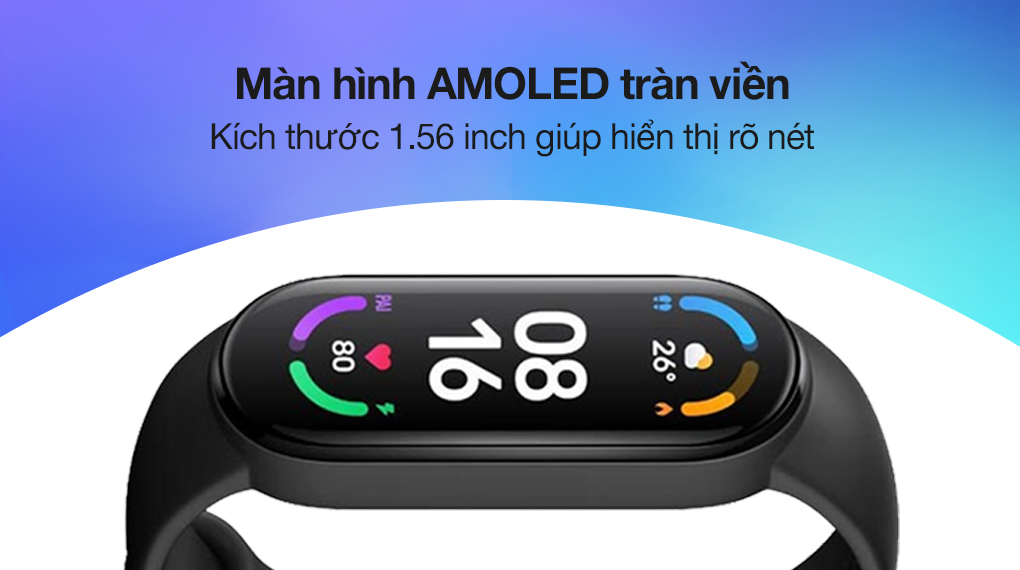 Màn hình AMOLED tràn viền
Kích thước 1.56 inch giúp hiển thị rõ nét
26°
08
16
80
PAI